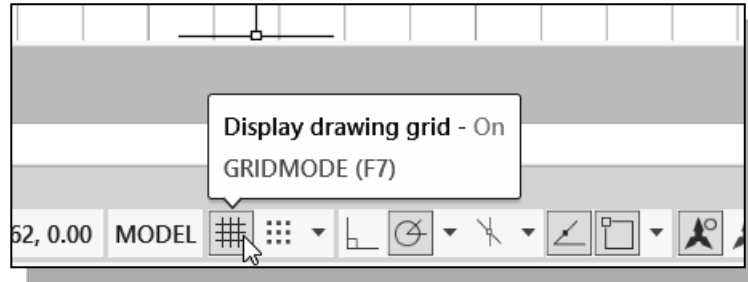 Display drawing grid - On
GRIDMODE (F7)
62, 0.00 MODEL